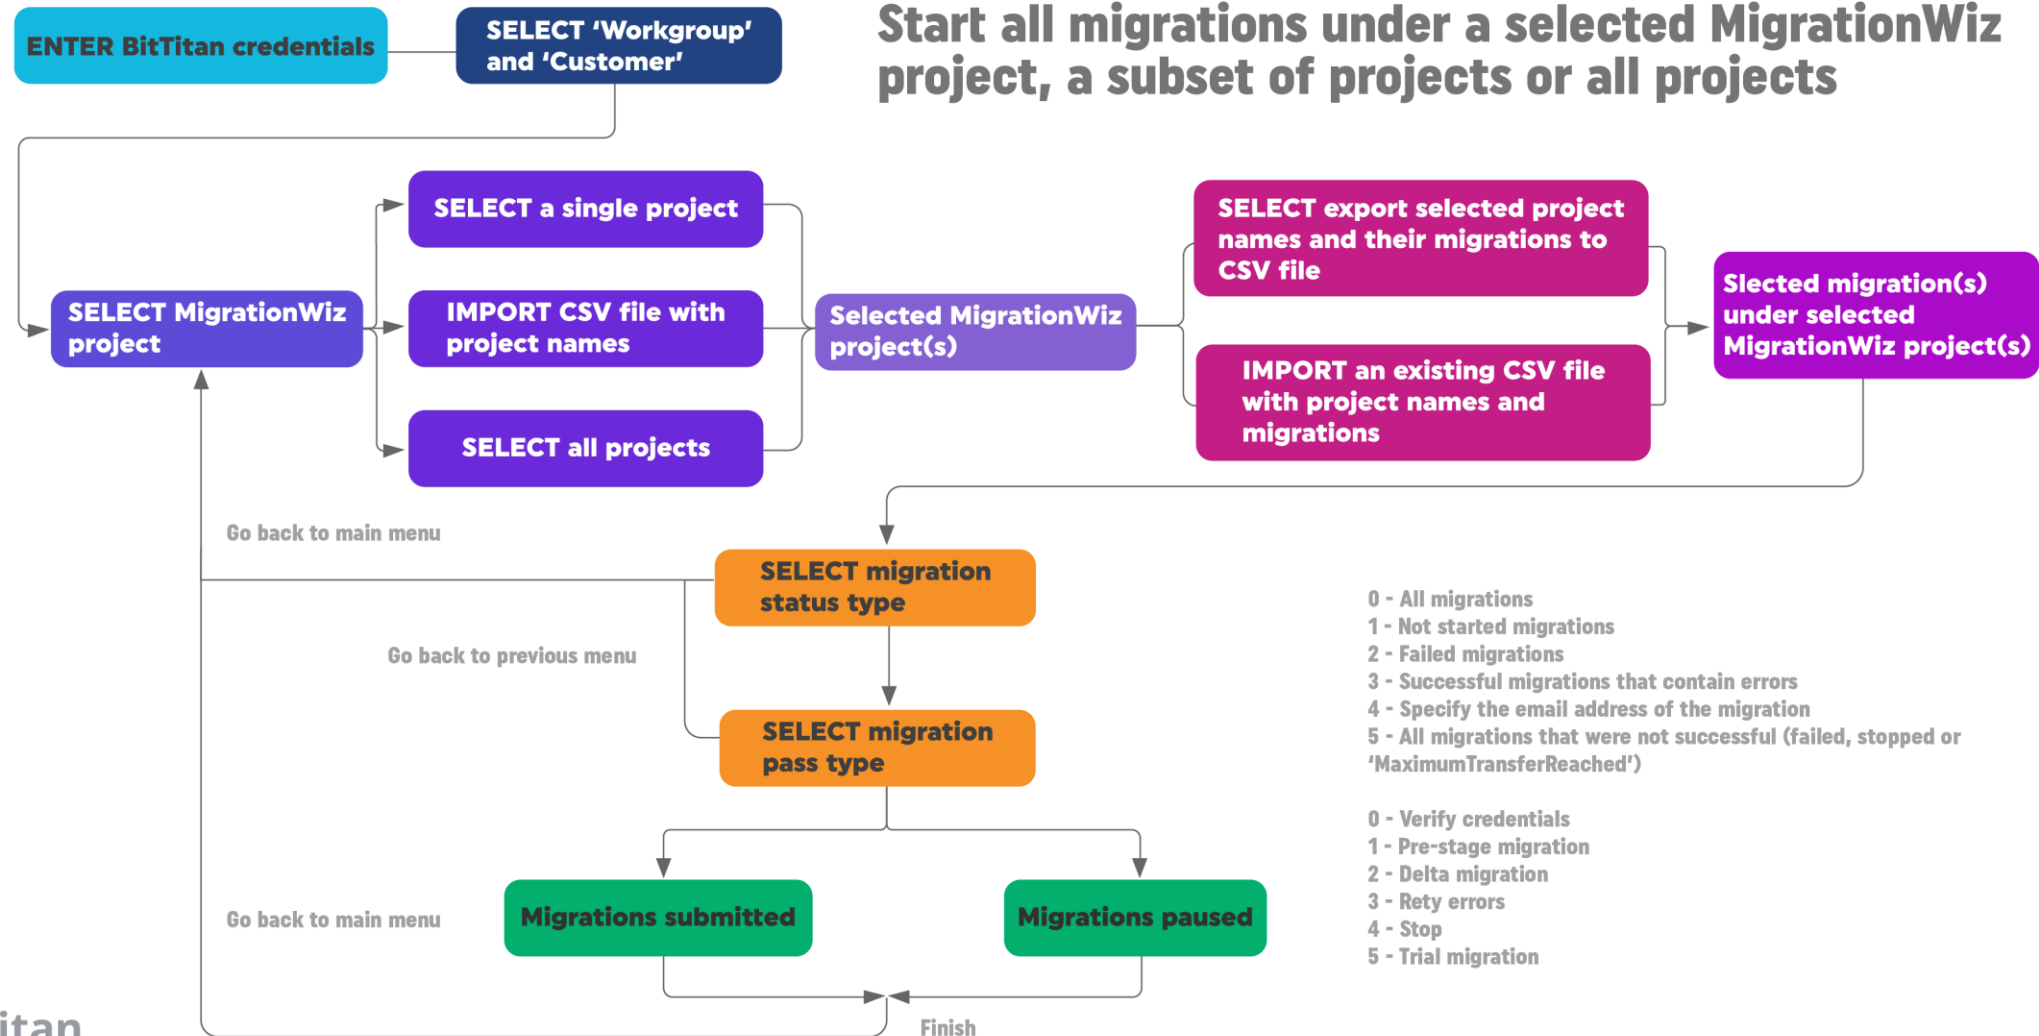 ENTER BitTitan credentials
SELECT ‘Workgroup’
and ‘Customer’
Start all migrations under a selected MigrationWiz
project, a subset of projects or all projects
SELECT a single project
SELECT export selected project
names and their migrations to
CSV file
SELECT MigrationWiz
project
IMPORT CSV file with
project names
Selected MigrationWiz
project(s)
Slected migration(s)
under selected
MigrationWiz project(s)
IMPORT an existing CSV file
with project names and
migrations
SELECT all projects
Go back to main menu
SELECT migration
status type
Go back to previous menu
SELECT migration
pass type
0 - All migrations
1 - Not started migrations
2 - Failed migrations
3 - Successful migrations that contain errors
4 - Specify the email address of the migration
5 - All migrations that were not successful (failed, stopped or
‘MaximumTransferReached’)
0 - Verify credentials
1 - Pre-stage migration
2 - Delta migration
3 - Rety errors
4 - Stop
5 - Trial migration
Go back to main menu
Migrations submitted
Migrations paused
Finish